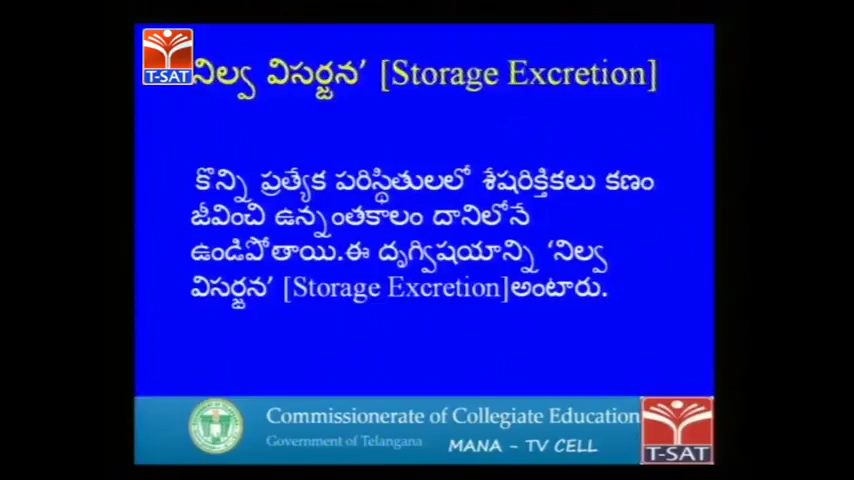 T-SAT
నిల్వ విసర్జన’ [Storage Excretion]
కొన్ని ప్రత్యేక పరిస్థితులలో శేషరిక్తికలు కణం
జీవించి ఉన్నంతకాలం దానిలోనే
ఉండిపోతాయి.ఈ దృగ్విషయాన్ని ‘నిల్వ
విసర్జన’ [Storage Excretion]అంటారు.
Commissionerate of Collegiate Education
Government of Telangana
MANA - TV CELL
T-SAT